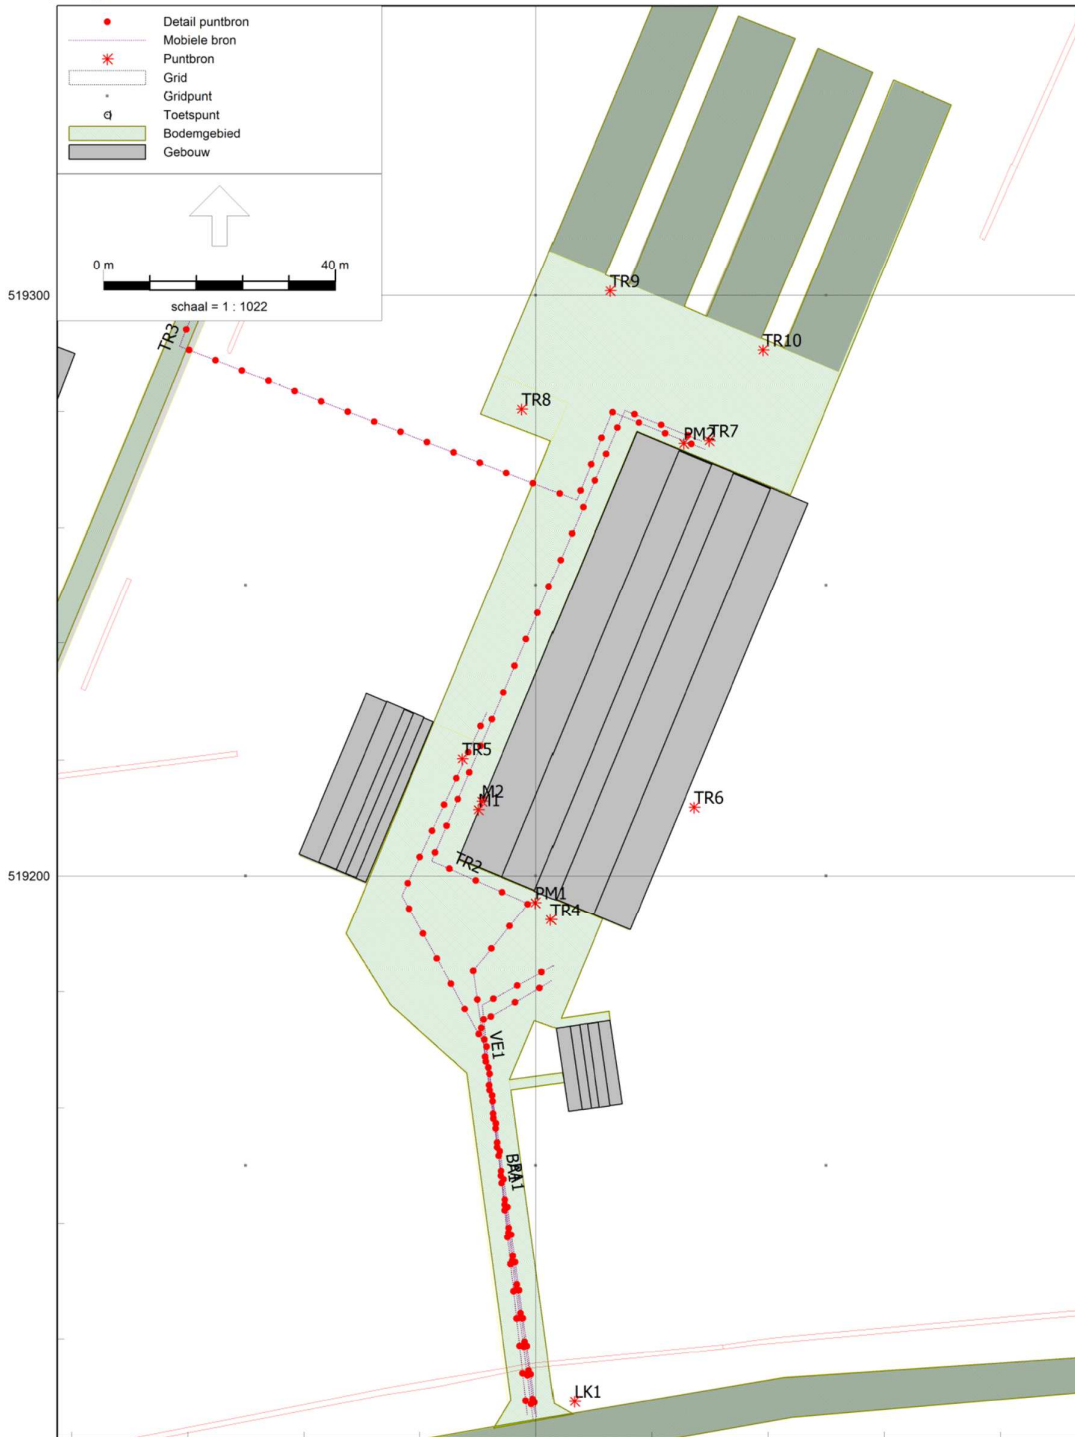 Detail puntbron
Mobiele bron
Puntbron
Grid
Gridpunt
Toetspunt
Bodemgebied
Gebouw
0 m 40 m
schaal = 1 : 1022
519300
TR3
TR9
TR10
TR8
PM2
TR7
TR5
M2
M1
TR6
519200
TR2
PM1
TR4
VE1
LK1